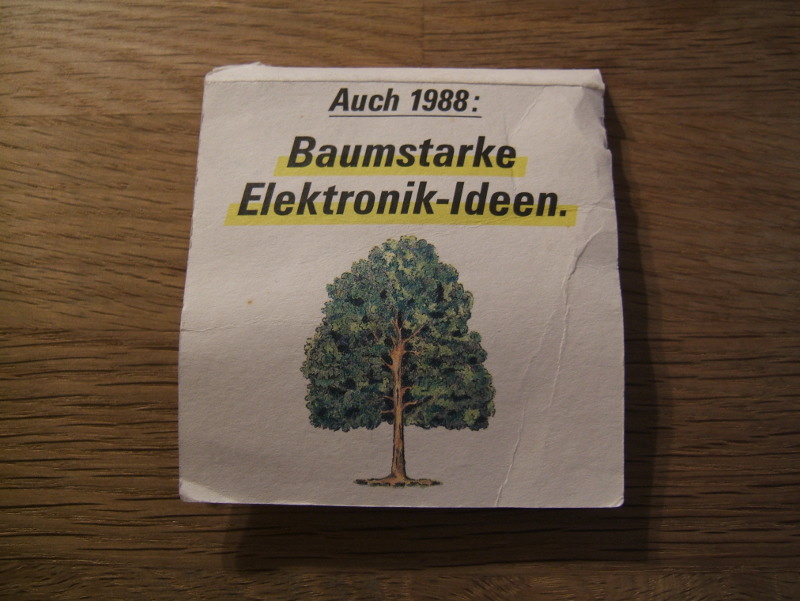 Auch 1988:
Baumstarke
Elektronik-Ideen.